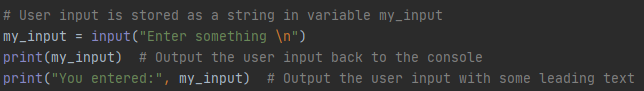 # User input is stored as a string in variable my_input
my_input = input("Enter something \n")
print(my_input)  # Output the user input back to the console
print("You entered:", my_input)  # Output the user input with some leading text